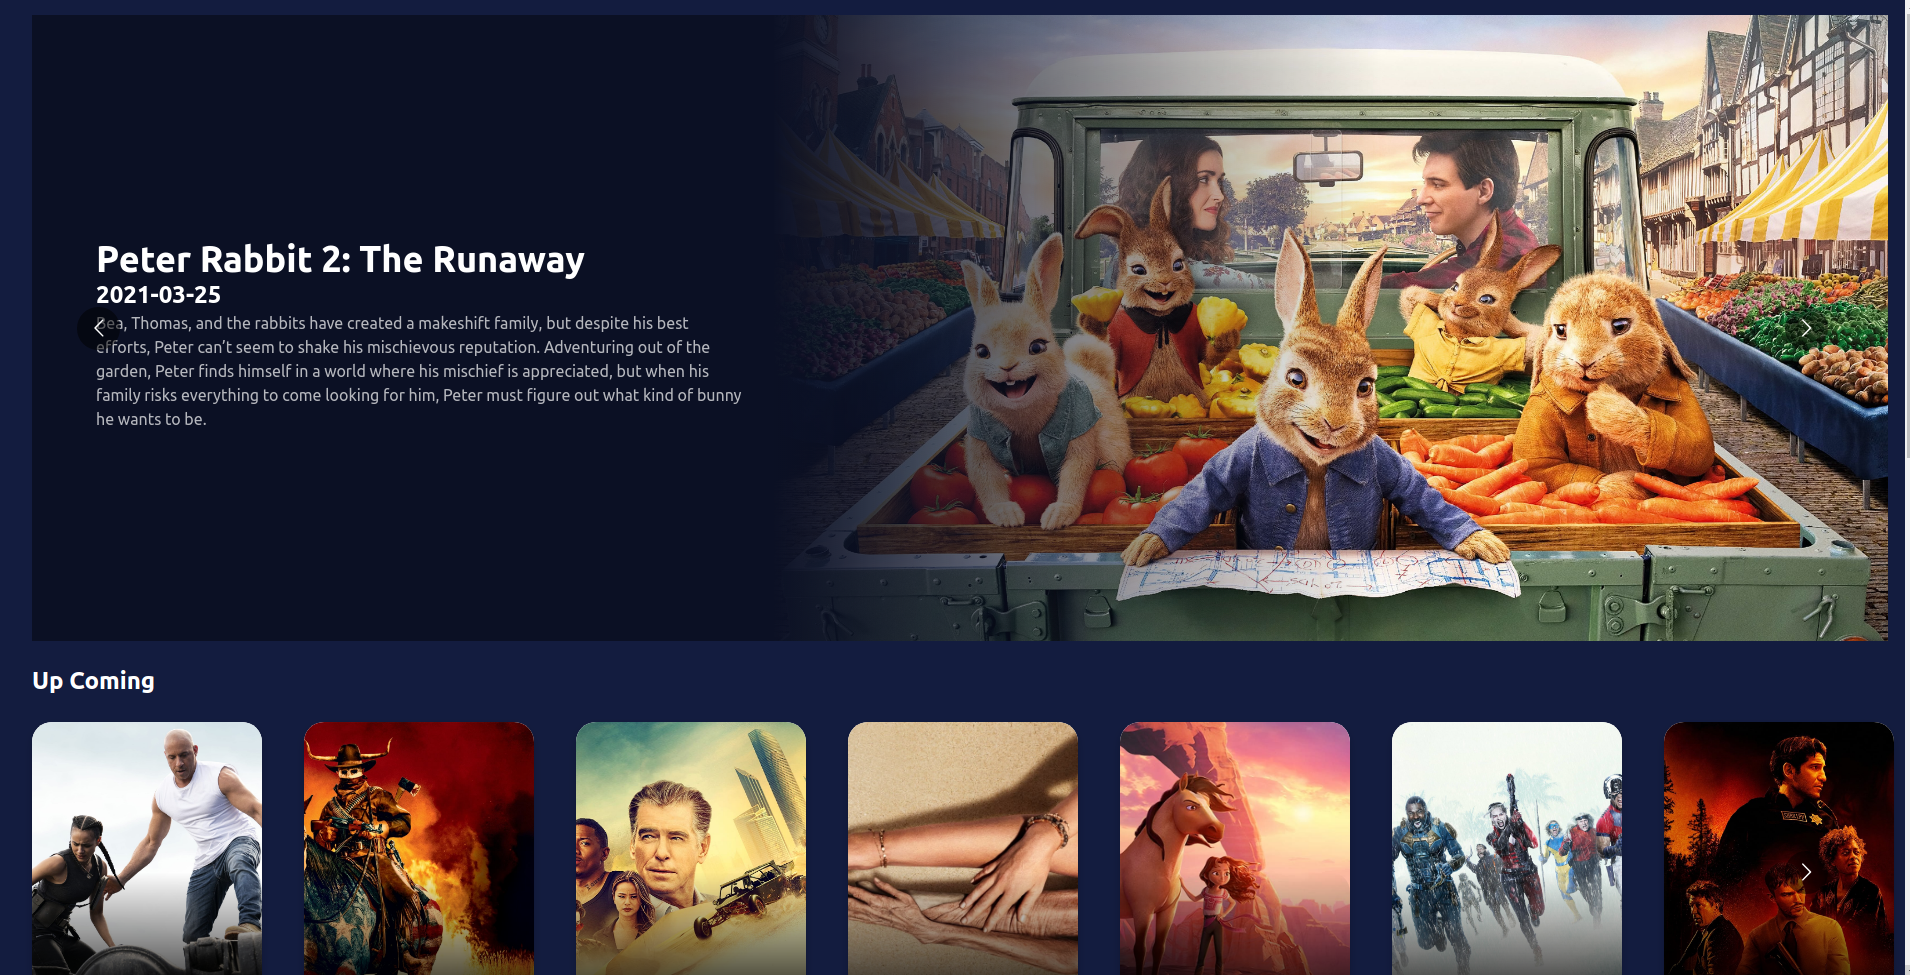 Peter Rabbit 2: The Runaway
2021-03-25
Bea, Thomas, and the rabbits have created a makeshift family, but despite his best
efforts, Peter can’t seem to shake his mischievous reputation. Adventuring out of the
garden, Peter finds himself in a world where his mischief is appreciated, but when his
family risks everything to come looking for him, Peter must figure out what kind of bunny
he wants to be.
Up Coming